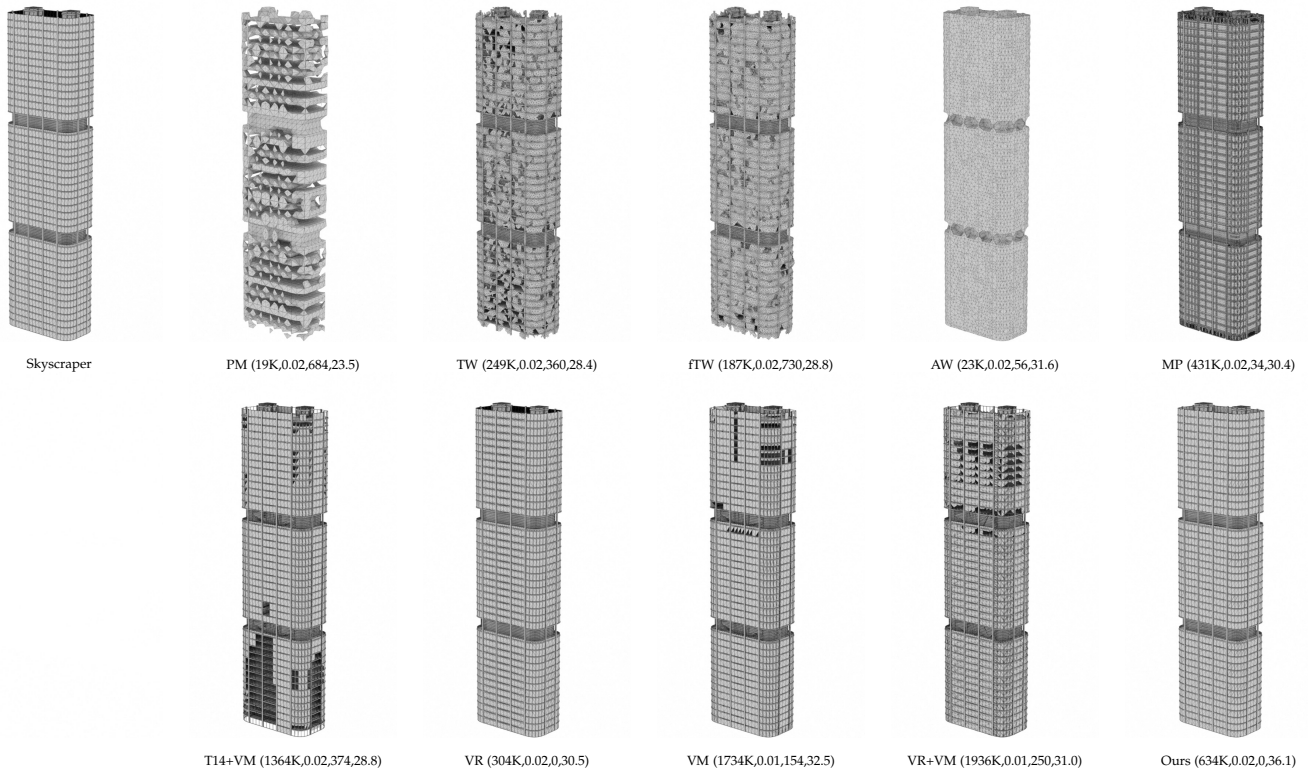 Skyscraper
PM (19K,0.02,684,23.5)
TW (249K,0.02,360,28.4)
fTW (187K,0.02,730,28.8)
AW (23K,0.02,56,31.6)
MP (431K,0.02,34,30.4)
T14+VM (1364K,0.02,374,28.8)
VR (304K,0.02,0,30.5)
VM (1734K,0.01,154,32.5)
VR+VM (1936K,0.01,250,31.0)
Ours (634K,0.02,0,36.1)